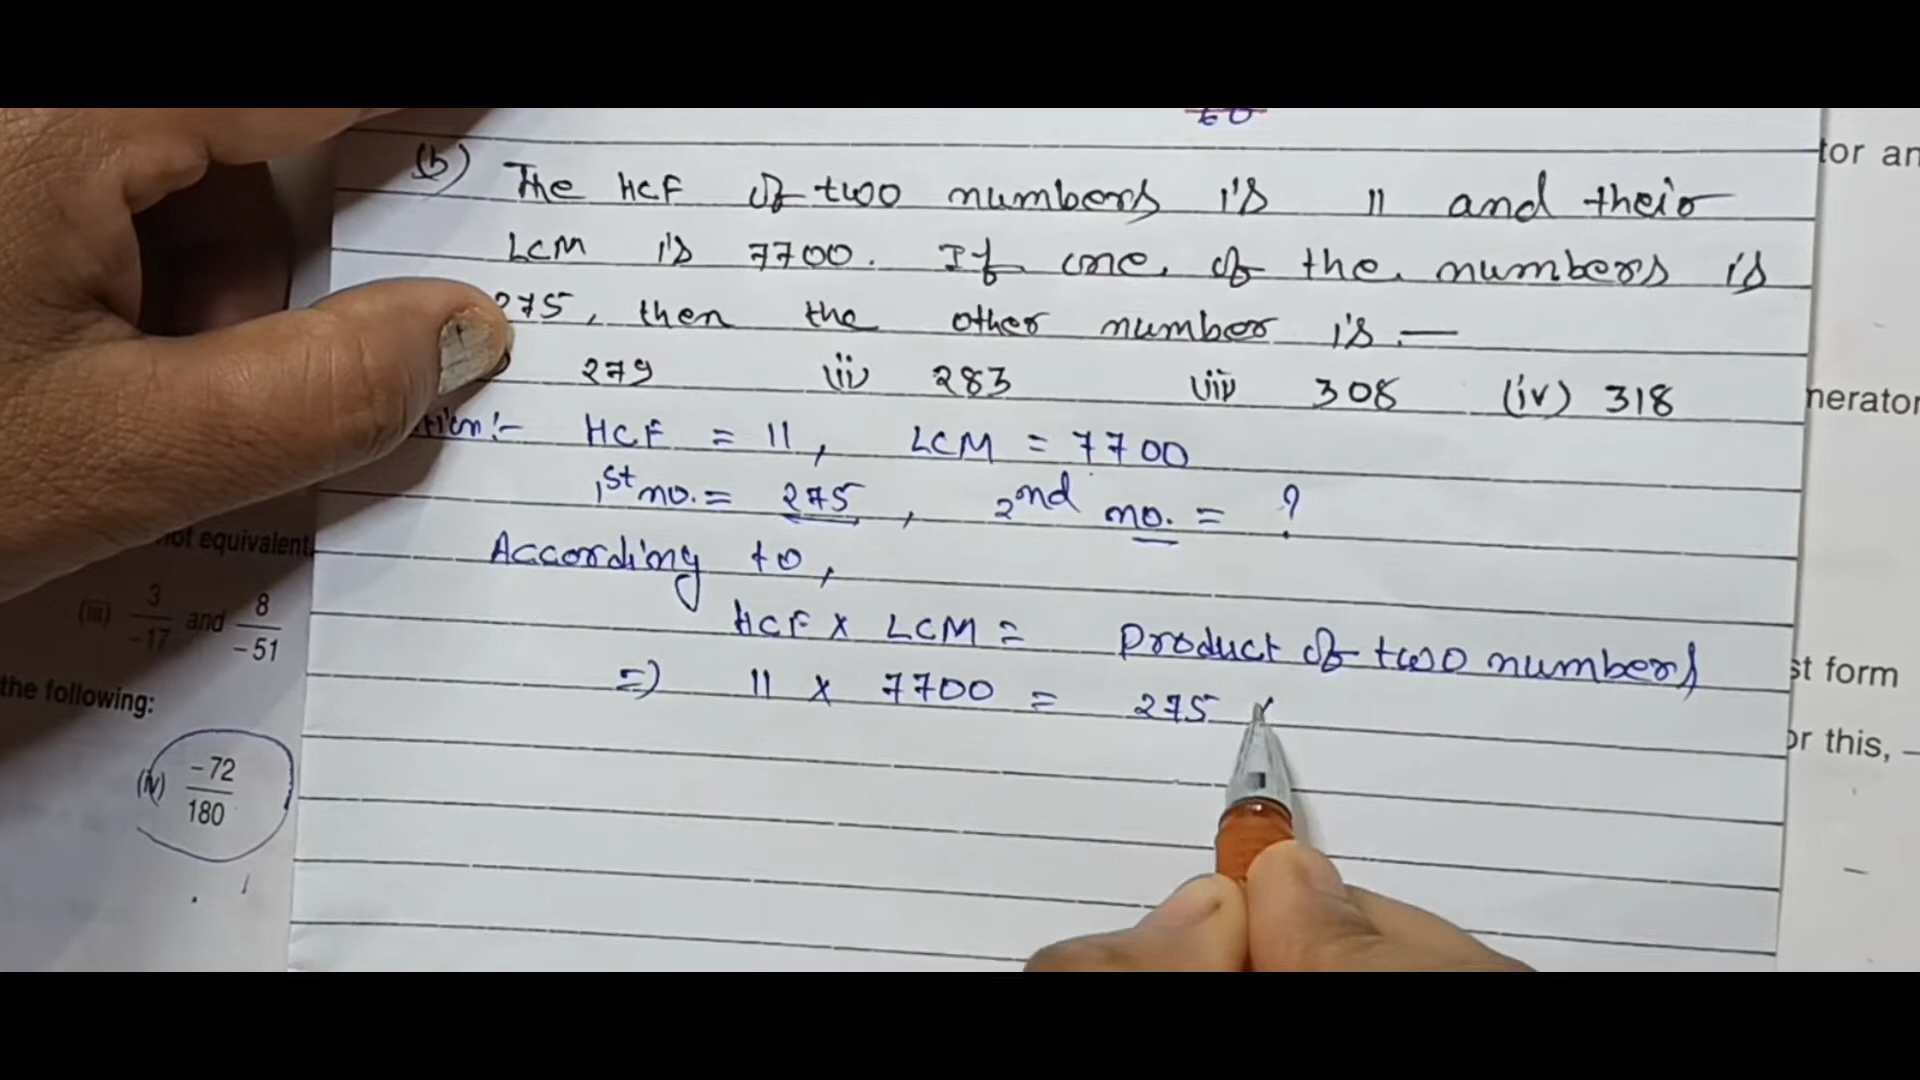 60
(b) The HCF of two numbers is 11 and their
LCM is 7700. If one of the numbers is
275, then the other number is —
279 (ii) 283 (iii) 308 (iv) 318
HCF = 11, LCM = 7700
1st no. = 275, 2nd no. = ?
According to,
HCF x LCM = Product of two numbers
=) 11 x 7700 = 275 x
not equivalent.
(iii) 3/-17 and 8/-51
the following:
(iv) -72/180
st form
or this, –